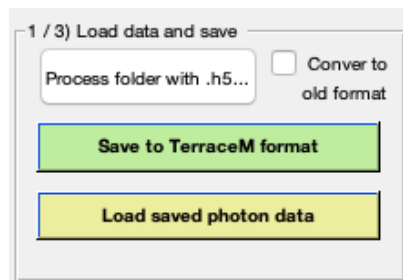 1 / 3) Load data and save
Process folder with .h5...
Conver to
old format
Save to TerraceM format
Load saved photon data